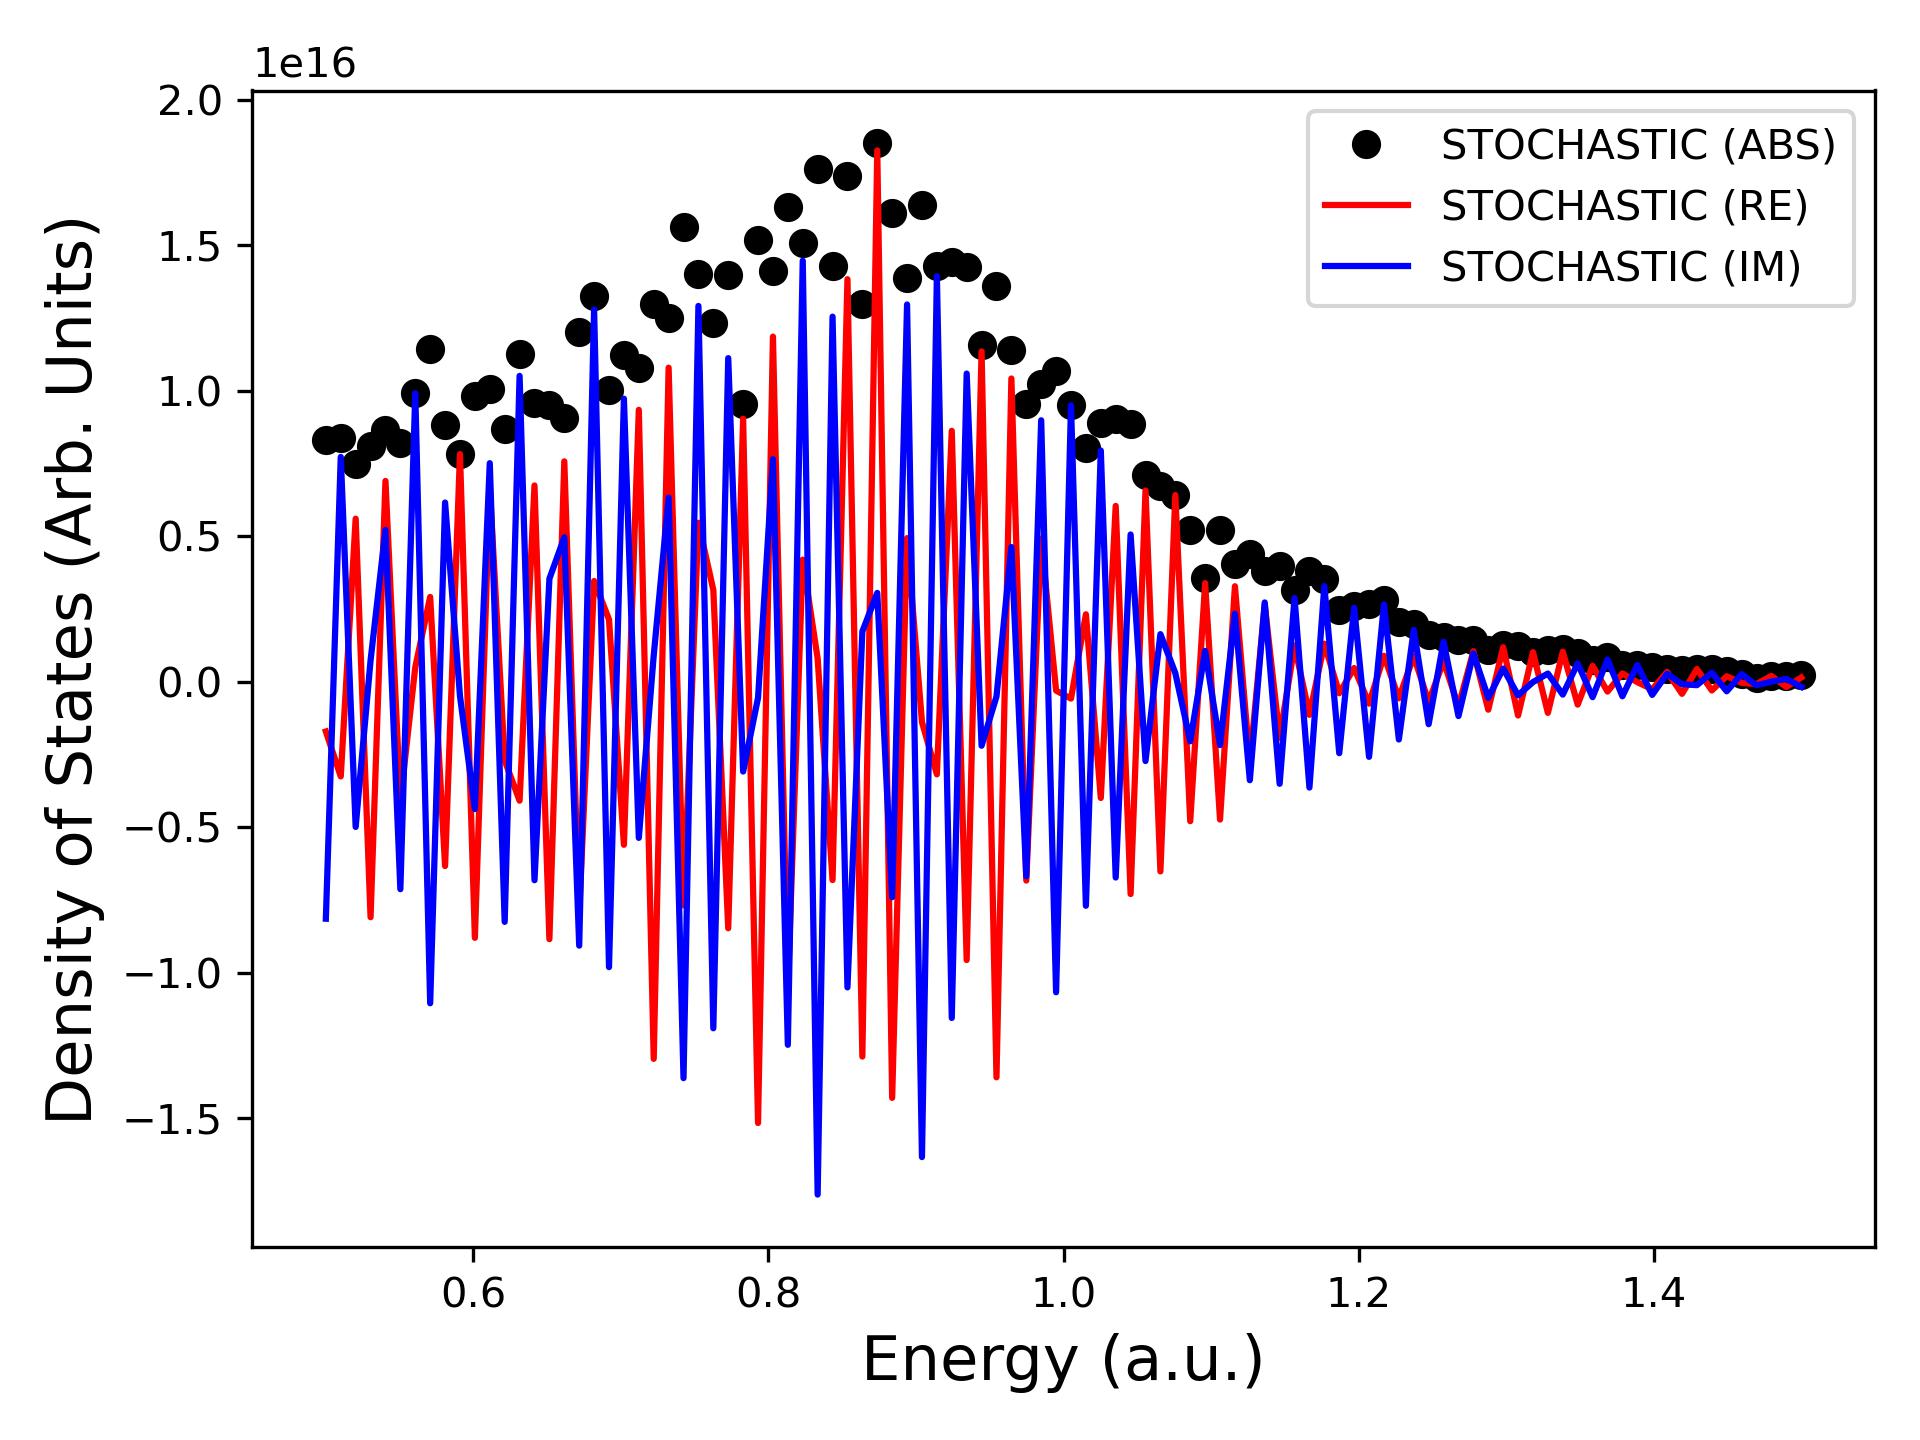 1e16
2.0
1.5
1.0
0.5
0.0
−0.5
−1.0
−1.5
Density of States (Arb. Units)
STOCHASTIC (ABS)
STOCHASTIC (RE)
STOCHASTIC (IM)
0.6 0.8 1.0 1.2 1.4
Energy (a.u.)